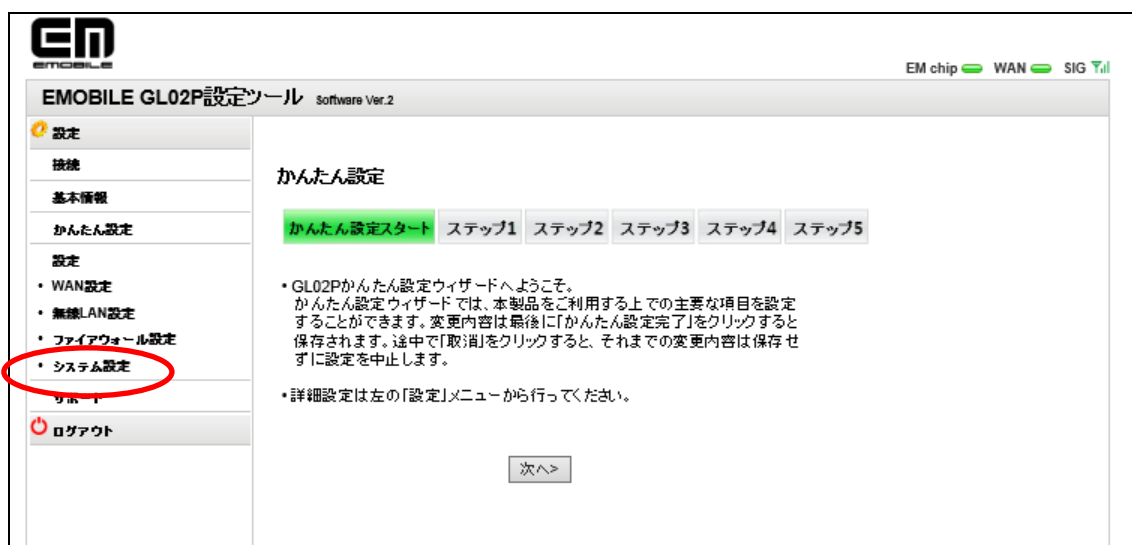 EM
EMOBILE
EM chip WAN SIG
EMOBILE GL02P設定ツール Software Ver.2
設定
接続
基本情報
かんたん設定
設定
・WAN設定
・無線LAN設定
・ファイアウォール設定
・システム設定
サポート
ログアウト
かんたん設定
かんたん設定スタート ステップ1 ステップ2 ステップ3 ステップ4 ステップ5
・GL02Pかんたん設定ウィザードへようこそ。
かんたん設定ウィザードでは、本製品をご利用する上での主要な項目を設定
することができます。変更内容は最後に「かんたん設定完了」をクリックすると
保存されます。途中で「取消」をクリックすると、それまでの変更内容は保存せ
ずに設定を中止します。
・詳細設定は左の「設定」メニューから行ってください。
次へ>